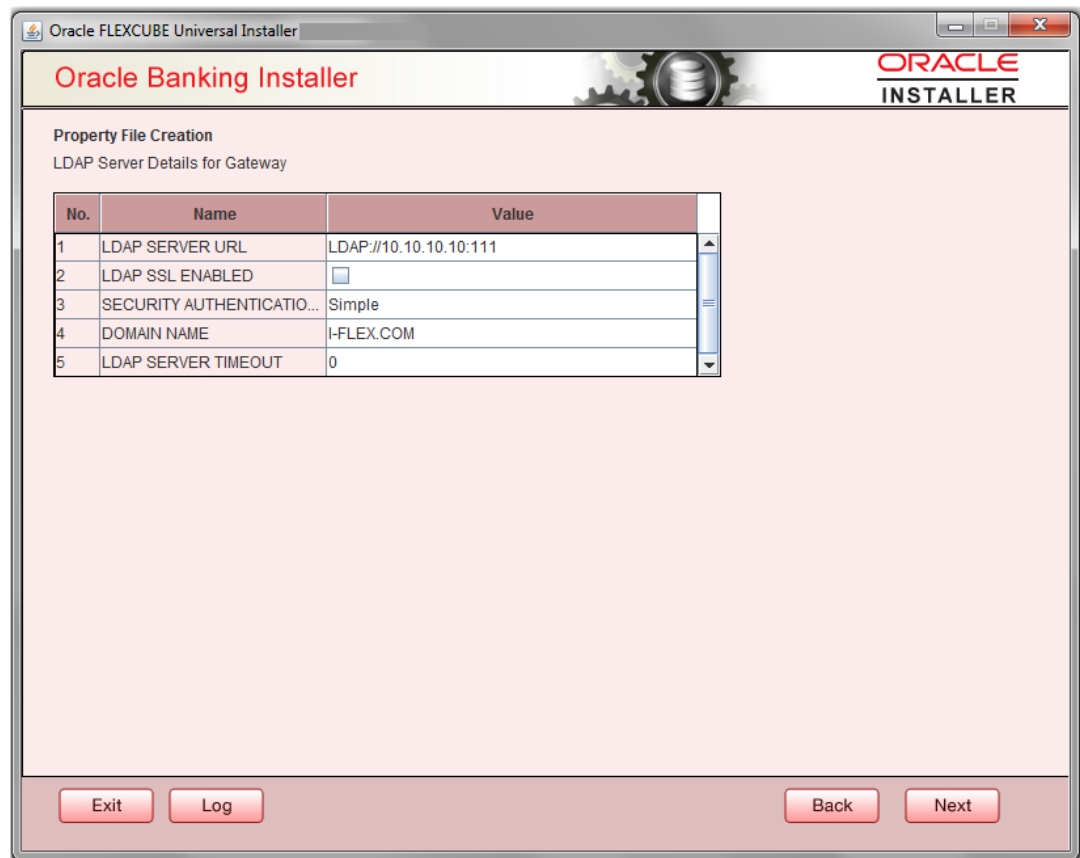 Oracle FLEXCUBE Universal Installer
Oracle Banking Installer
ORACLE
INSTALLER
Property File Creation
LDAP Server Details for Gateway
No. Name Value
1 LDAP SERVER URL LDAP://10.10.10.10:111
2 LDAP SSL ENABLED
3 SECURITY AUTHENTICATIO... Simple
4 DOMAIN NAME I-FLEX.COM
5 LDAP SERVER TIMEOUT 0
Exit Log Back Next